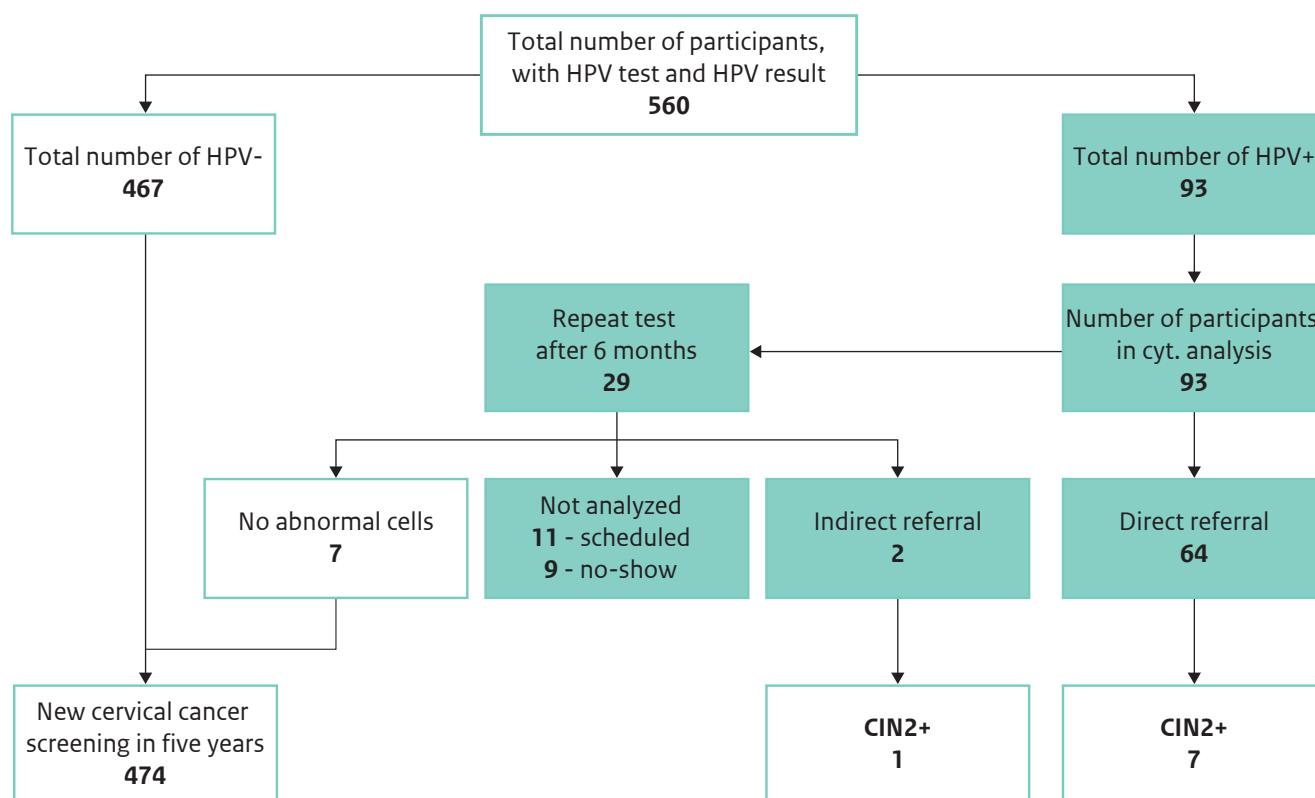 Total number of participants,
with HPV test and HPV result
560
Total number of HPV-
467
Total number of HPV+
93
Repeat test
after 6 months
29
Number of participants
in cyt. analysis
93
No abnormal cells
7
Not analyzed
11 - scheduled
9 - no-show
Indirect referral
2
Direct referral
64
New cervical cancer
screening in five years
474
CIN2+
1
CIN2+
7